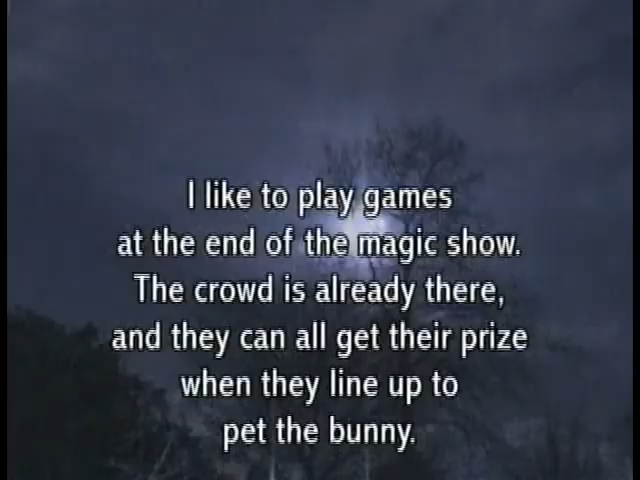 I like to play games
at the end of the magic show.
The crowd is already there,
and they can all get their prize
when they line up to
pet the bunny.